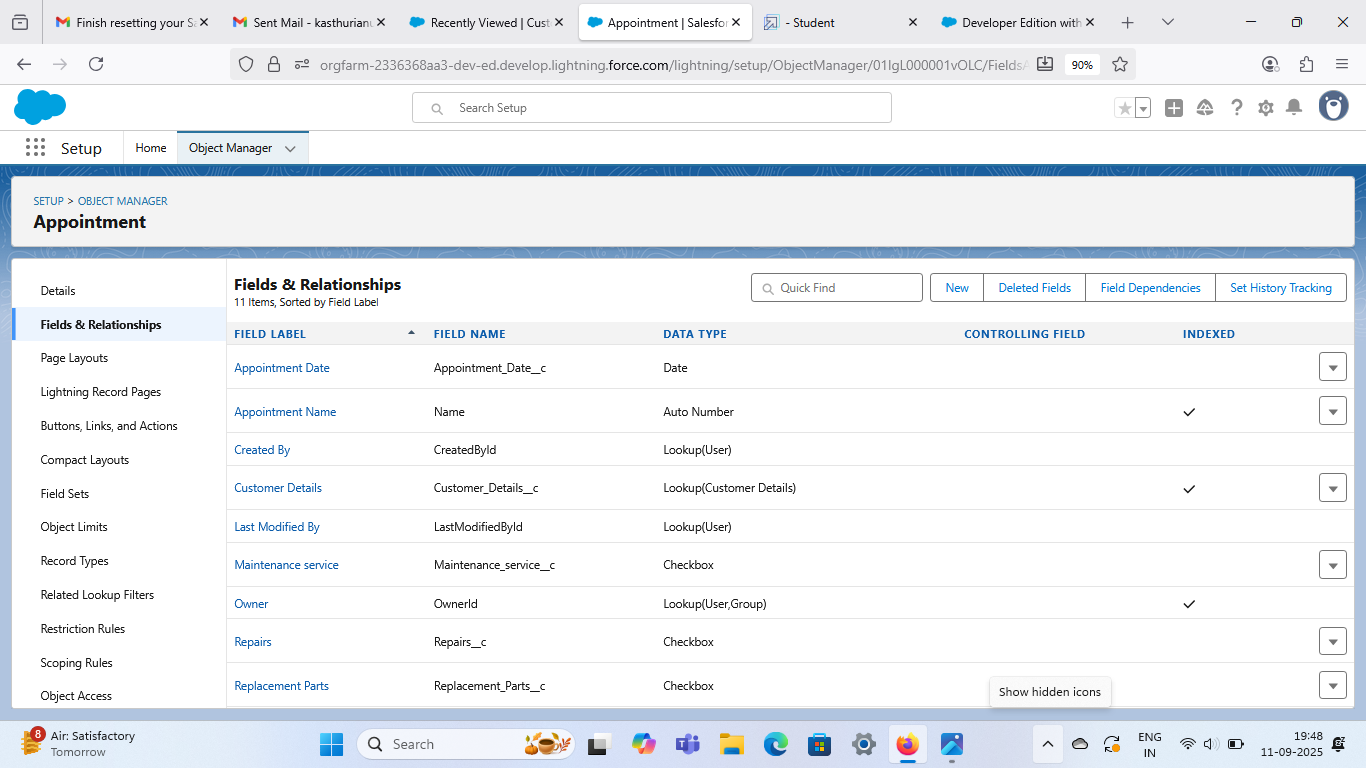 Finish resetting your Sa
Sent Mail - kasthurianu
Recently Viewed | Cust
Appointment | Salesfor
- Student
Developer Edition with
orgfarm-2336368aa3-dev-ed.develop.lightning.force.com/lightning/setup/ObjectManager/01IgL000001vOLC/FieldsA
90%
Search Setup
Setup
Home
Object Manager
SETUP > OBJECT MANAGER
Appointment
Details
Fields & Relationships
Page Layouts
Lightning Record Pages
Buttons, Links, and Actions
Compact Layouts
Field Sets
Object Limits
Record Types
Related Lookup Filters
Restriction Rules
Scoping Rules
Object Access
Fields & Relationships
11 Items, Sorted by Field Label
Quick Find
New
Deleted Fields
Field Dependencies
Set History Tracking
FIELD LABEL FIELD NAME DATA TYPE CONTROLLING FIELD INDEXED
Appointment Date Appointment_Date__c Date
Appointment Name Name Auto Number
Created By CreatedById Lookup(User)
Customer Details Customer_Details__c Lookup(Customer Details)
Last Modified By LastModifiedById Lookup(User)
Maintenance service Maintenance_service__c Checkbox
Owner OwnerId Lookup(User,Group)
Repairs Repairs__c Checkbox
Replacement Parts Replacement_Parts__c Checkbox
Show hidden icons
8
Air: Satisfactory
Tomorrow
Search
ENG
IN
19:48
11-09-2025